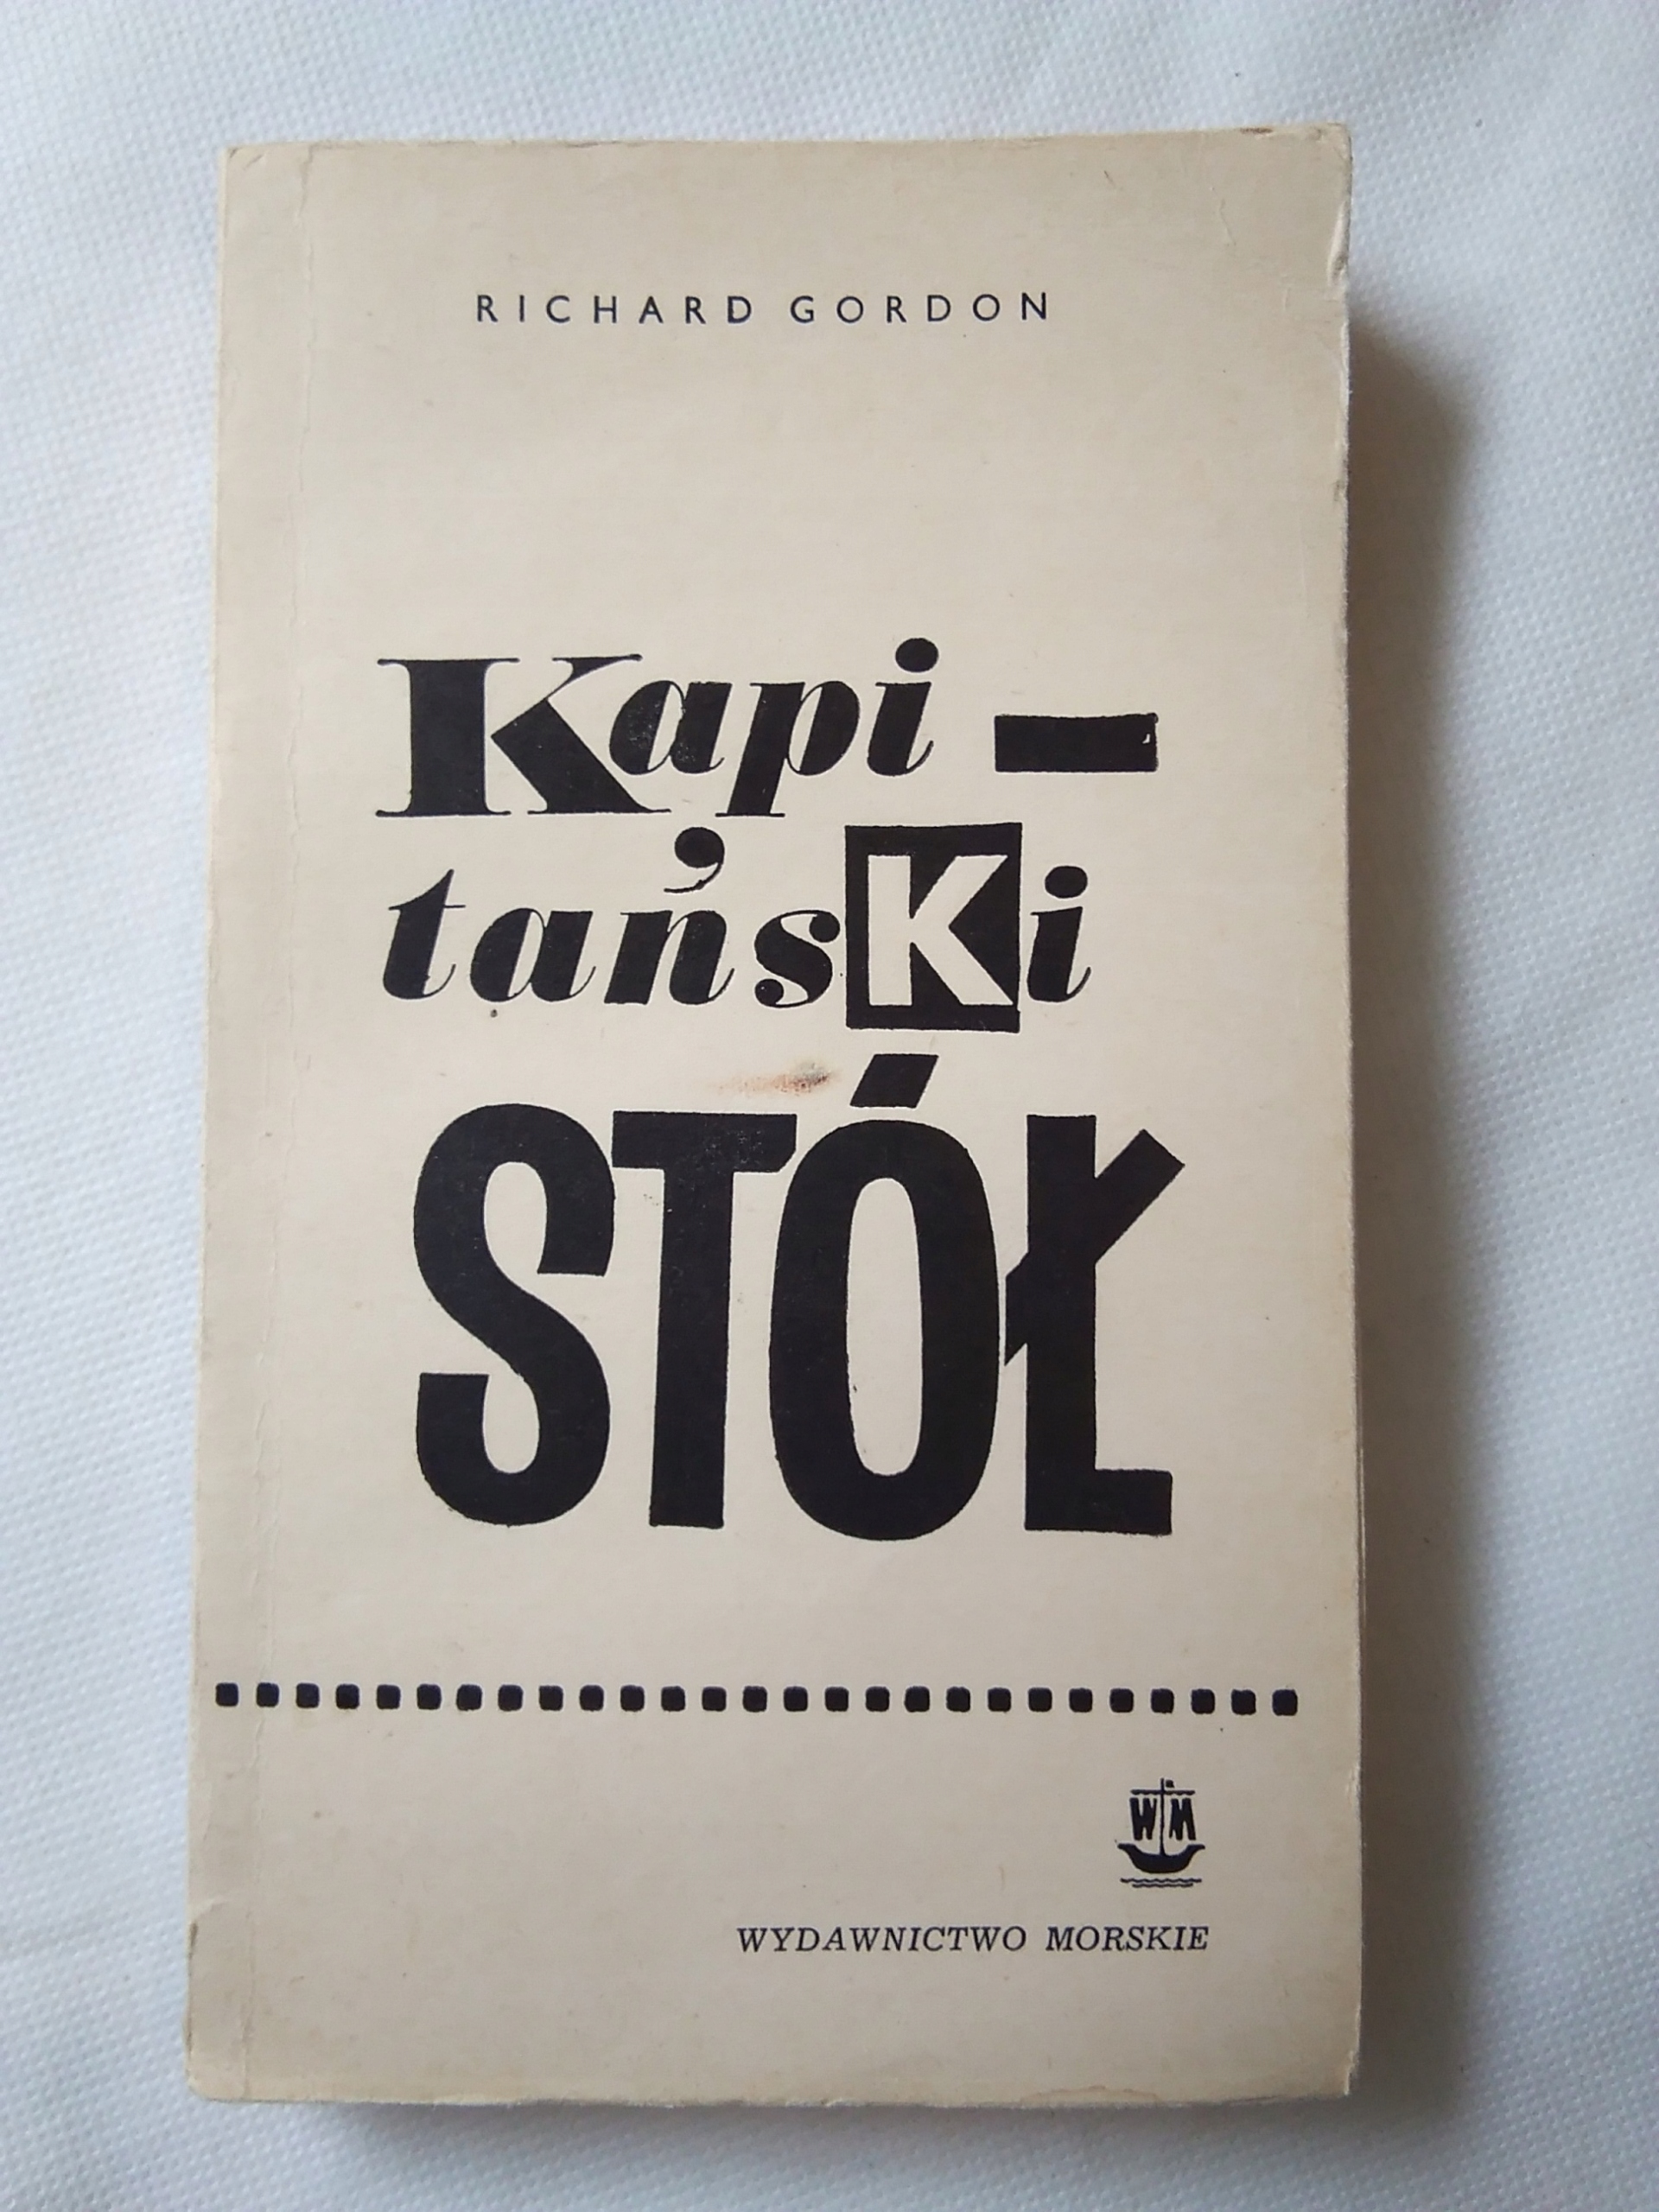 RICHARD GORDON
Kapi-
tański
STÓŁ
WM
WYDAWNICTWO MORSKIE